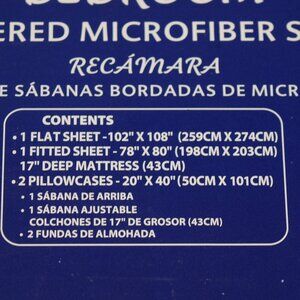 BEDROOM
ERED MICROFIBER S
RECÁMARA
E SÁBANAS BORDADAS DE MICR
CONTENTS
• 1 FLAT SHEET -102" X 108" (259CM X 274CM)
• 1 FITTED SHEET - 78" X 80" (198CM X 203CM)
17" DEEP MATTRESS (43CM)
• 2 PILLOWCASES - 20" X 40" (50CM X 101CM)
• 1 SÁBANA DE ARRIBA
• 1 SÁBANA AJUSTABLE
COLCHONES DE 17" DE GROSOR (43CM)
• 2 FUNDAS DE ALMOHADA